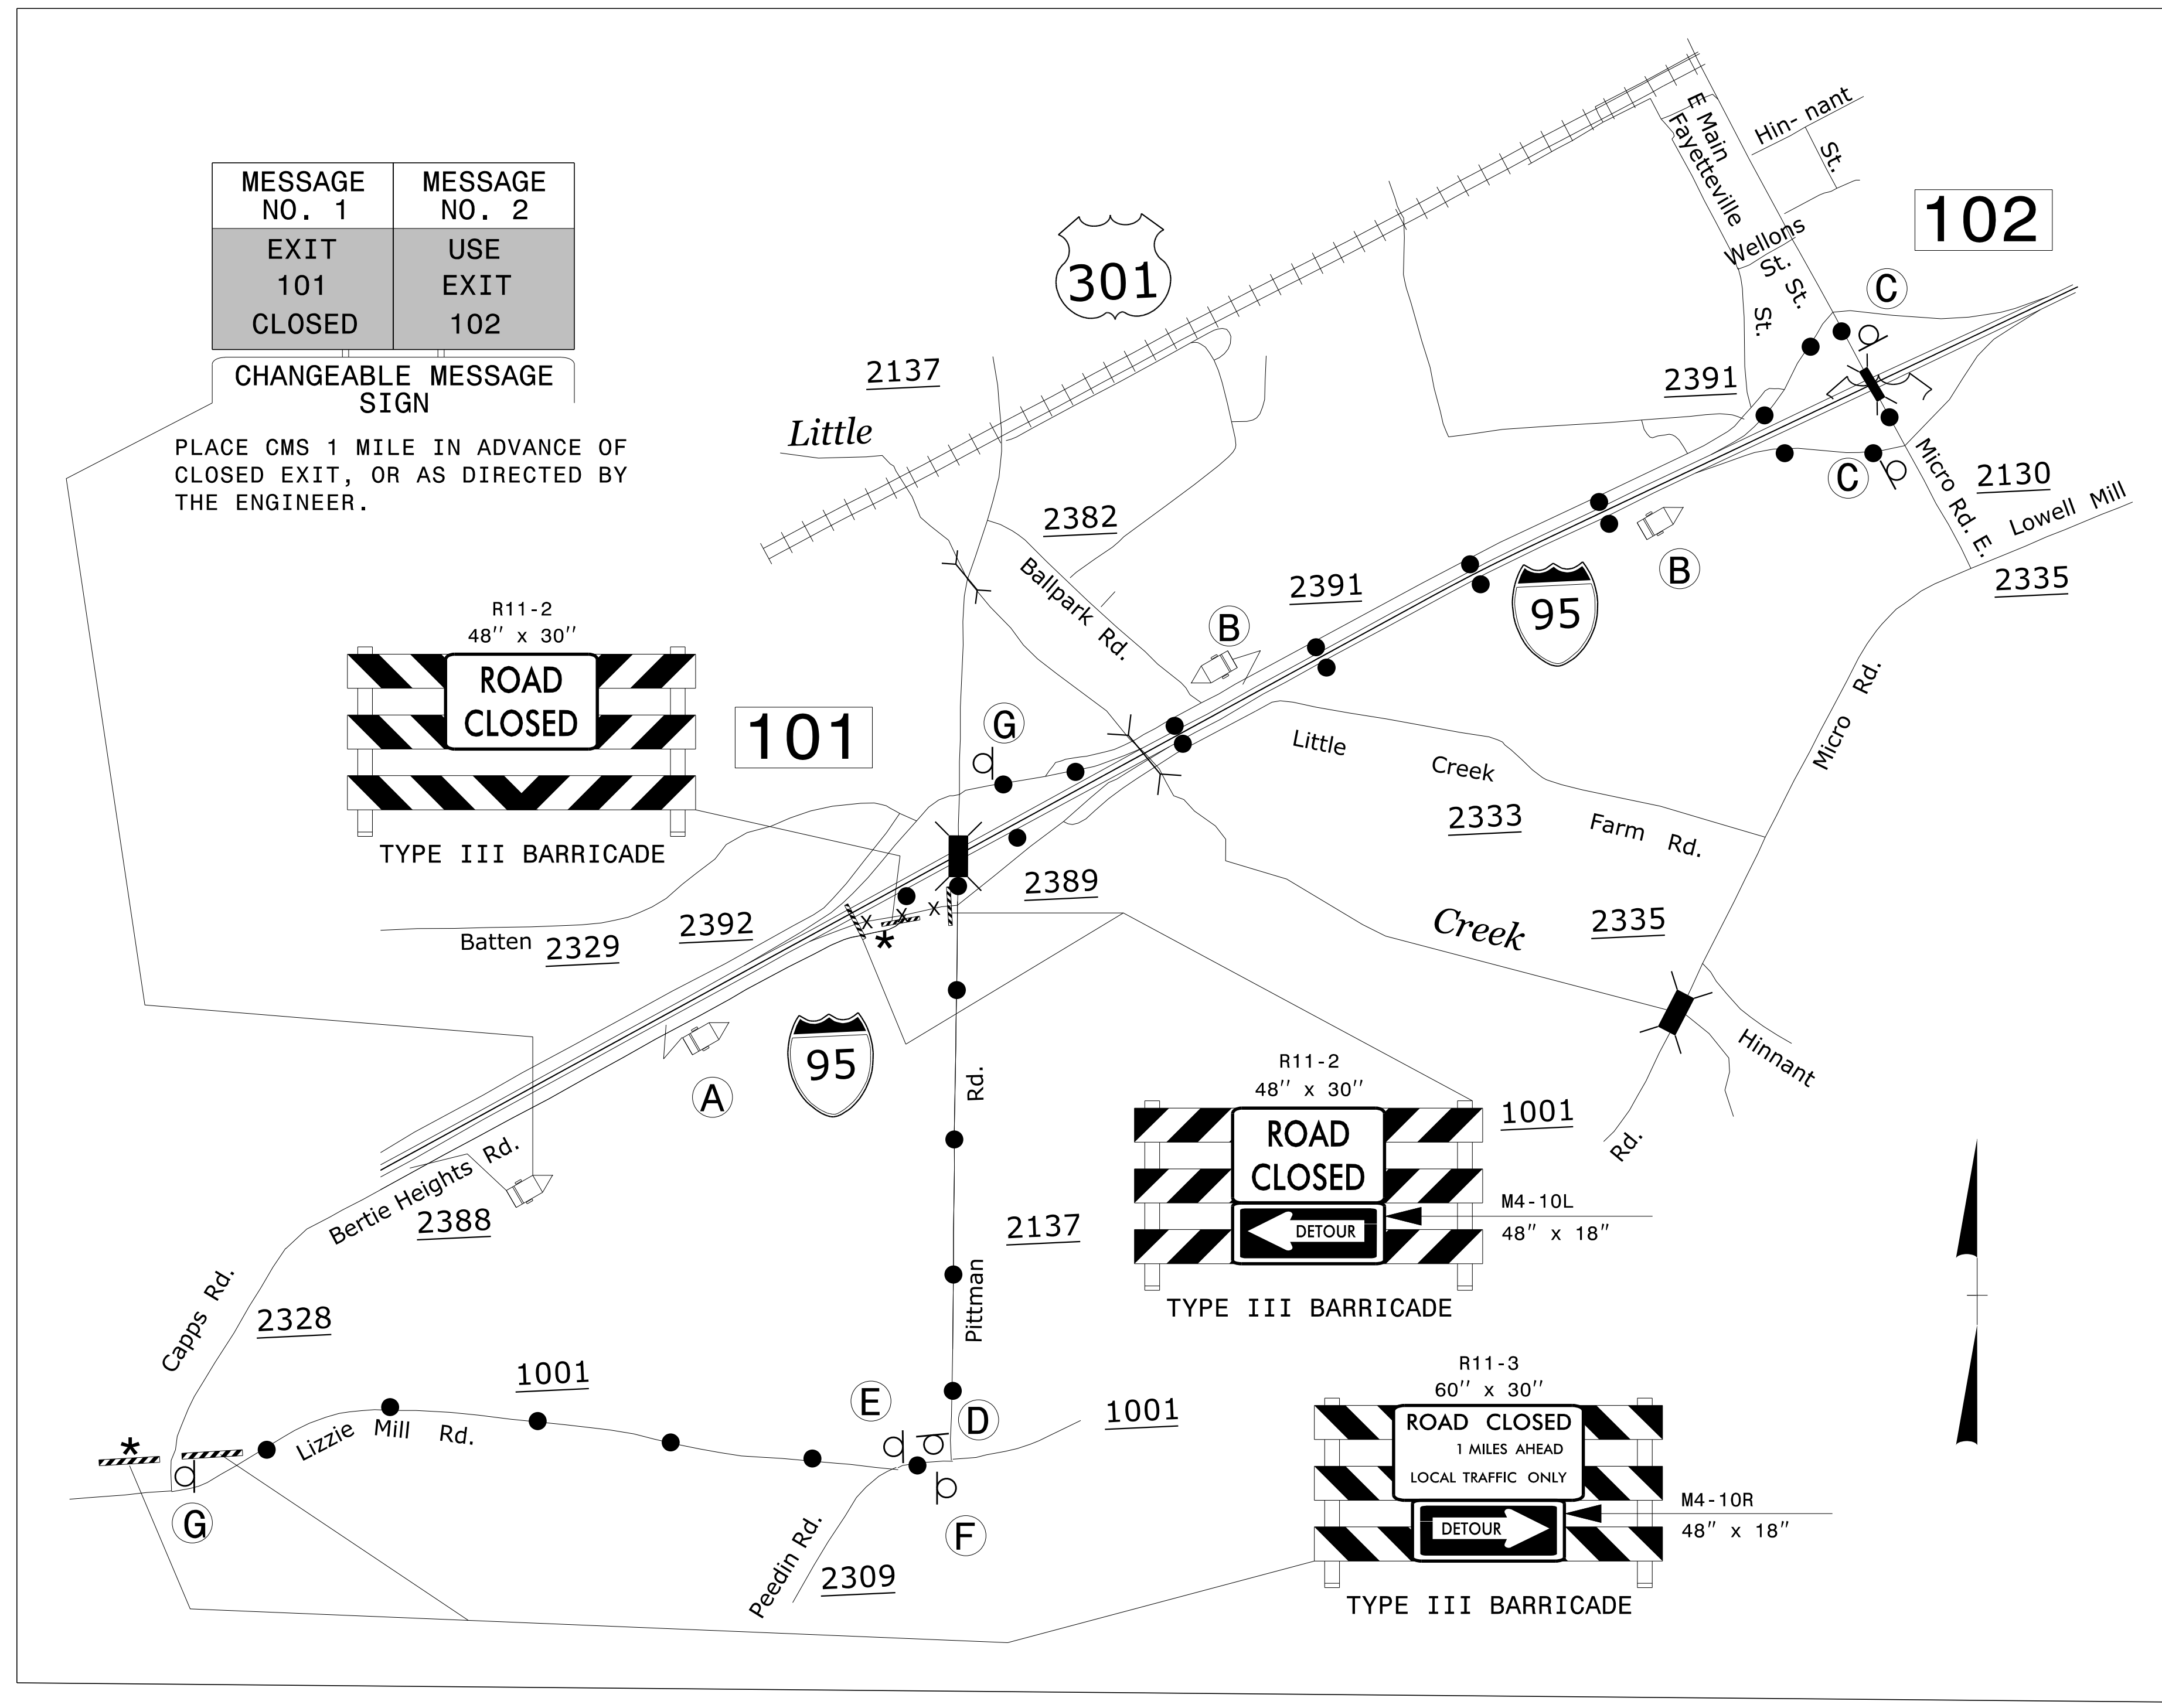 MESSAGE NO. 1
MESSAGE NO. 2
EXIT
101
CLOSED
USE
EXIT
102
CHANGEABLE MESSAGE
SIGN
PLACE CMS 1 MILE IN ADVANCE OF
CLOSED EXIT, OR AS DIRECTED BY
THE ENGINEER.
301
E Main
St.
Fayetteville
St.
Hin- nant
St.
Wellons
St.
102
C
2137
Little
2391
C
Micro Rd. E.
2130
Lowell Mill
2335
2382
Ballpark Rd.
2391
B
B
95
R11-2
48" x 30"
ROAD
CLOSED
TYPE III BARRICADE
101
G
Little Creek Farm Rd.
2333
Micro Rd.
2389
2392
Batten
2329
Creek
2335
Hinnant
Rd.
1001
95
A
Bertie Heights Rd.
2388
Capps Rd.
2328
Pittman Rd.
2137
R11-2
48" x 30"
ROAD
CLOSED
DETOUR
M4-10L
48" x 18"
TYPE III BARRICADE
1001
Lizzie Mill Rd.
E
D
1001
F
G
*
*
x x x
Peedin Rd.
2309
R11-3
60" x 30"
ROAD CLOSED
1 MILES AHEAD
LOCAL TRAFFIC ONLY
DETOUR
M4-10R
48" x 18"
TYPE III BARRICADE